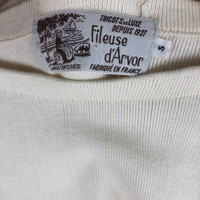 TRICOTS DE LUXE
DEPUIS 1927
Fileuse
d'Arvor
FABRIQUÉ EN FRANCE
S